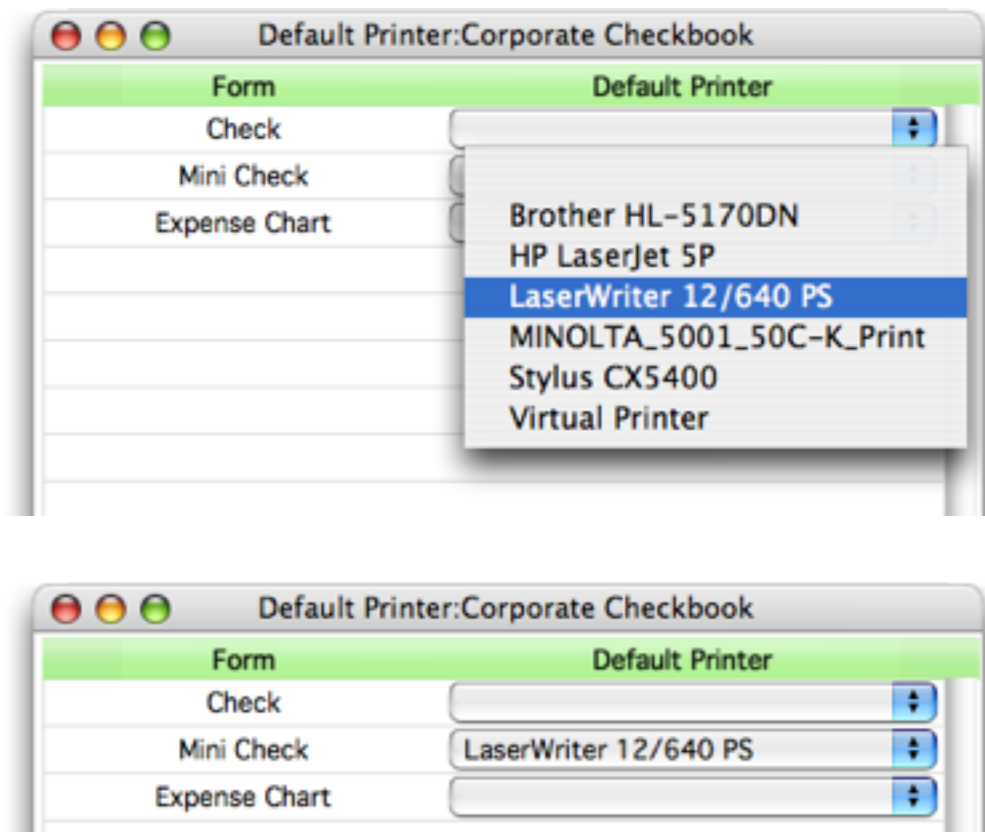 Default Printer:Corporate Checkbook
Form Default Printer
Check
Mini Check
Expense Chart
Brother HL-5170DN
HP LaserJet 5P
LaserWriter 12/640 PS
MINOLTA_5001_50C-K_Print
Stylus CX5400
Virtual Printer
Default Printer:Corporate Checkbook
Form Default Printer
Check
Mini Check LaserWriter 12/640 PS
Expense Chart